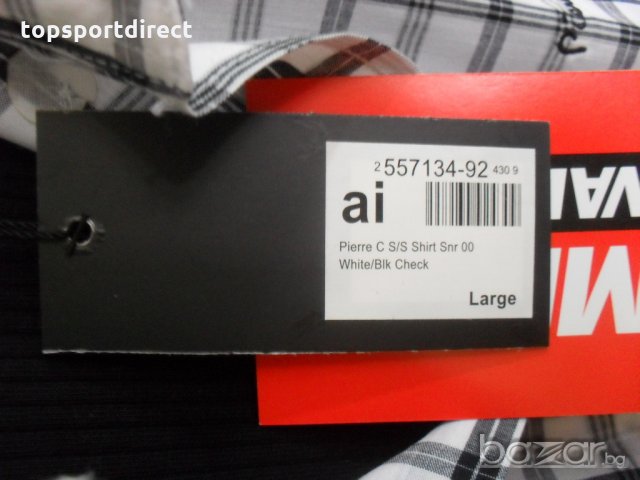 topsportdirect
2 557134-92 430 9
ai
Pierre C S/S Shirt Snr 00
White/Blk Check
Large
bazar.bg